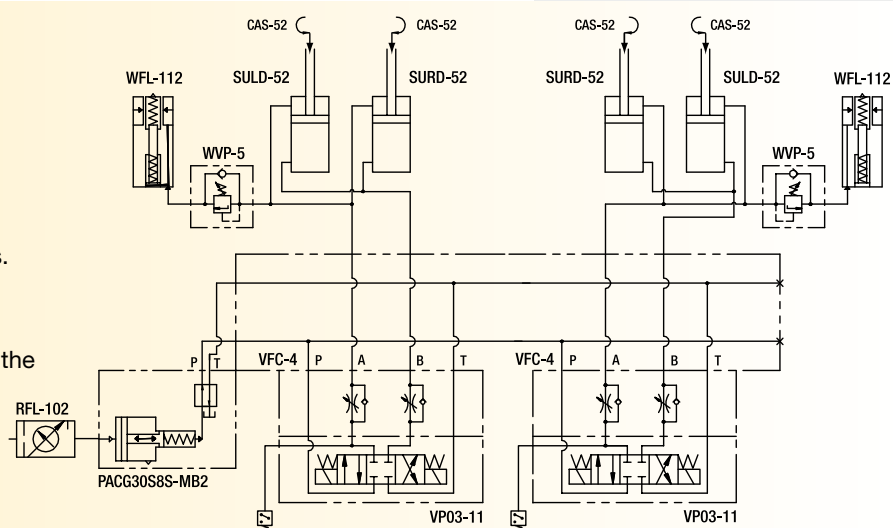 CAS-52 CAS-52 CAS-52 CAS-52
WFL-112 SULD-52 SURD-52 SURD-52 SULD-52 WFL-112
WVP-5 WVP-5
s.
the
P T VFC-4 P A B T VFC-4 P A B T
RFL-102
PACG30S8S-MB2
VP03-11 VP03-11